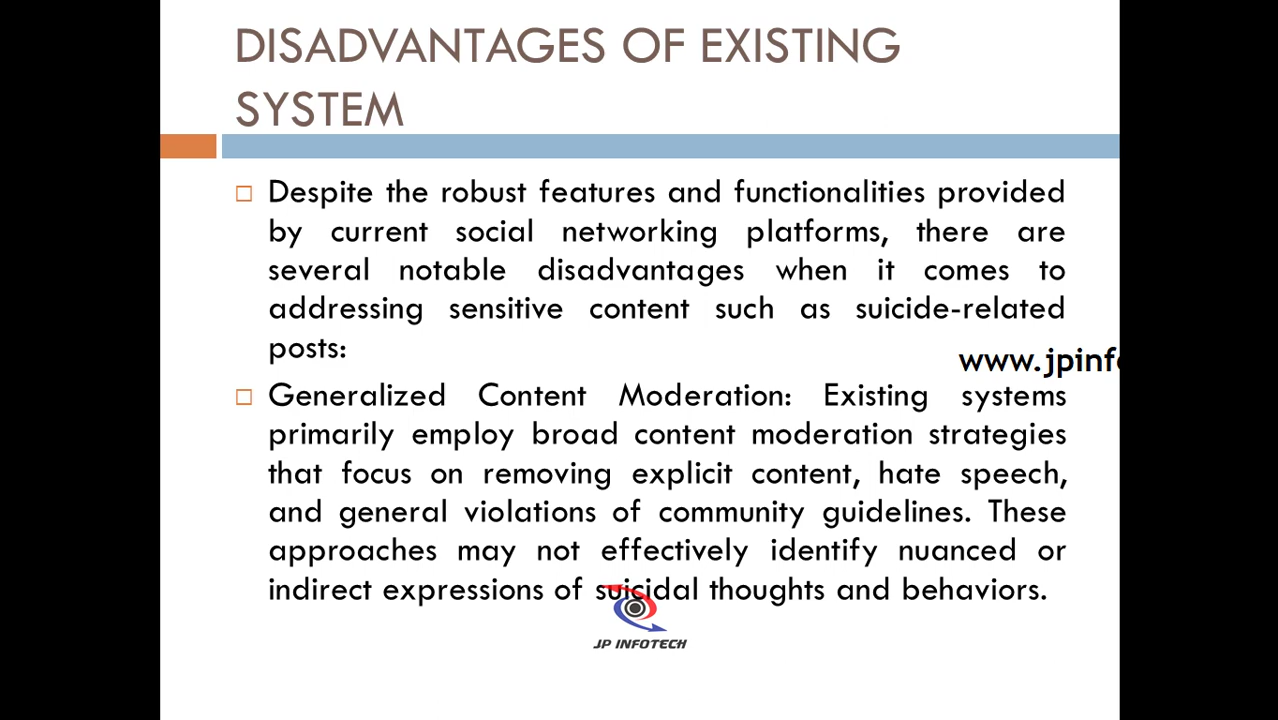 DISADVANTAGES OF EXISTING
SYSTEM
Despite the robust features and functionalities provided
by current social networking platforms, there are
several notable disadvantages when it comes to
addressing sensitive content such as suicide-related
posts:
www.jpinfo
Generalized Content Moderation: Existing systems
primarily employ broad content moderation strategies
that focus on removing explicit content, hate speech,
and general violations of community guidelines. These
approaches may not effectively identify nuanced or
indirect expressions of suicidal thoughts and behaviors.
JP INFOTECH